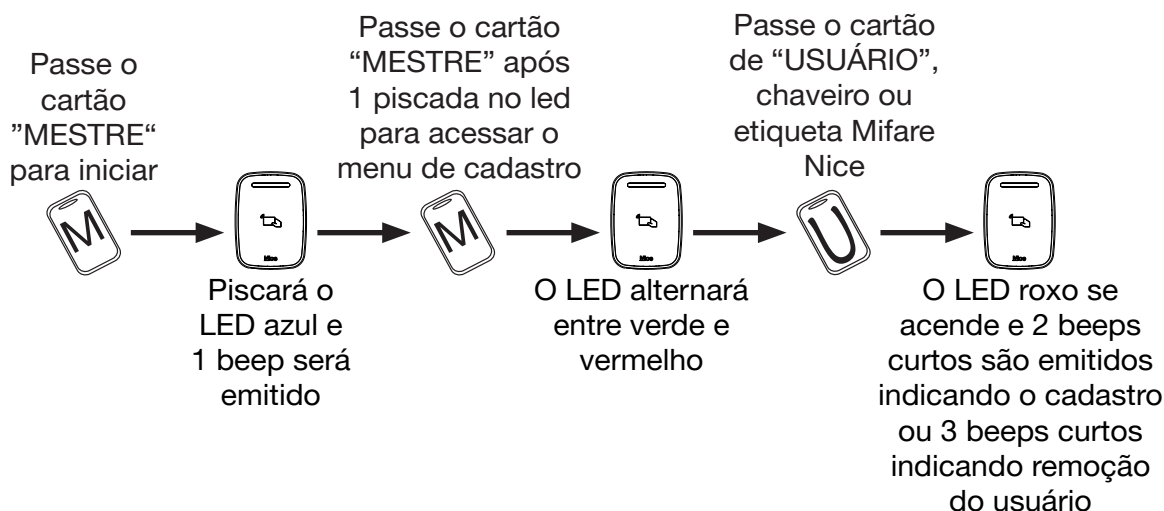 Passe o
cartão
”MESTRE“
para iniciar
M
Nice
Piscará o
LED azul e
1 beep será
emitido
Passe o cartão
“MESTRE” após
1 piscada no led
para acessar o
menu de cadastro
M
Nice
O LED alternará
entre verde e
vermelho
Passe o cartão
de “USUÁRIO”,
chaveiro ou
etiqueta Mifare
Nice
U
Nice
O LED roxo se
acende e 2 beeps
curtos são emitidos
indicando o cadastro
ou 3 beeps curtos
indicando remoção
do usuário